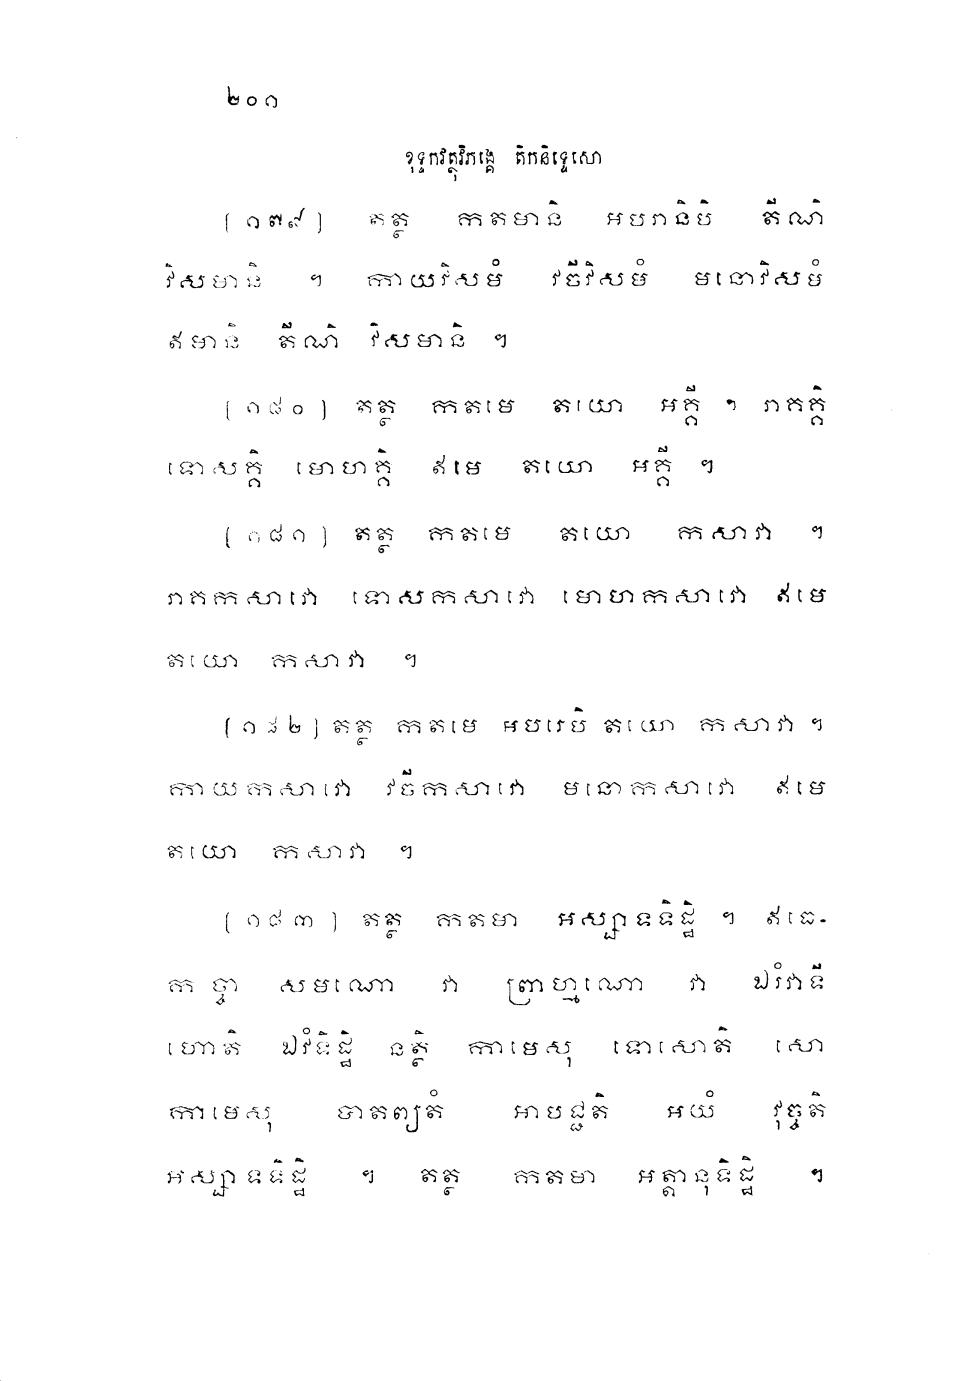 ២០១
ខុទ្ទកវត្ថុវិភង្គេ តិកនិទ្ទេសោ
[១៧៩] តត្ថ កតមានិ អបរានិបិ តីណិ
វិសមានិ ។ កាយវិសមំ វចីវិសមំ មនោវិសមំ
ឥមានិ តីណិ វិសមានិ ។
[១៨០] តត្ថ កតមេ តយោ អគ្គី ។ រាគគ្គិ
ទោសគ្គិ មោហគ្គិ ឥមេ តយោ អគ្គី ។
[១៨១] តត្ថ កតមេ តយោ កសាវា ។
រាគកសាវោ ទោសកសាវោ មោហកសាវោ ឥមេ
តយោ កសាវា ។
[១៨២] តត្ថ កតមេ អបរេបិ តយោ កសាវា ។
កាយកសាវោ វចីកសាវោ មនោកសាវោ ឥមេ
តយោ កសាវា ។
[១៨៣] តត្ថ កតមា អស្សាទទិដ្ឋិ ។ ឥធេ-
កច្ចោ សមណោ វា ព្រាហ្មណោ វា ឯវំវាទី
ហោតិ ឯវំទិដ្ឋិ នត្ថិ កាមេសុ ទោសោតិ សោ
កាមេសុ បាតព្យតំ អាបជ្ជតិ អយំ វុច្ចតិ
អស្សាទទិដ្ឋិ ។ តត្ថ កតមា អត្តានុទិដ្ឋិ ។